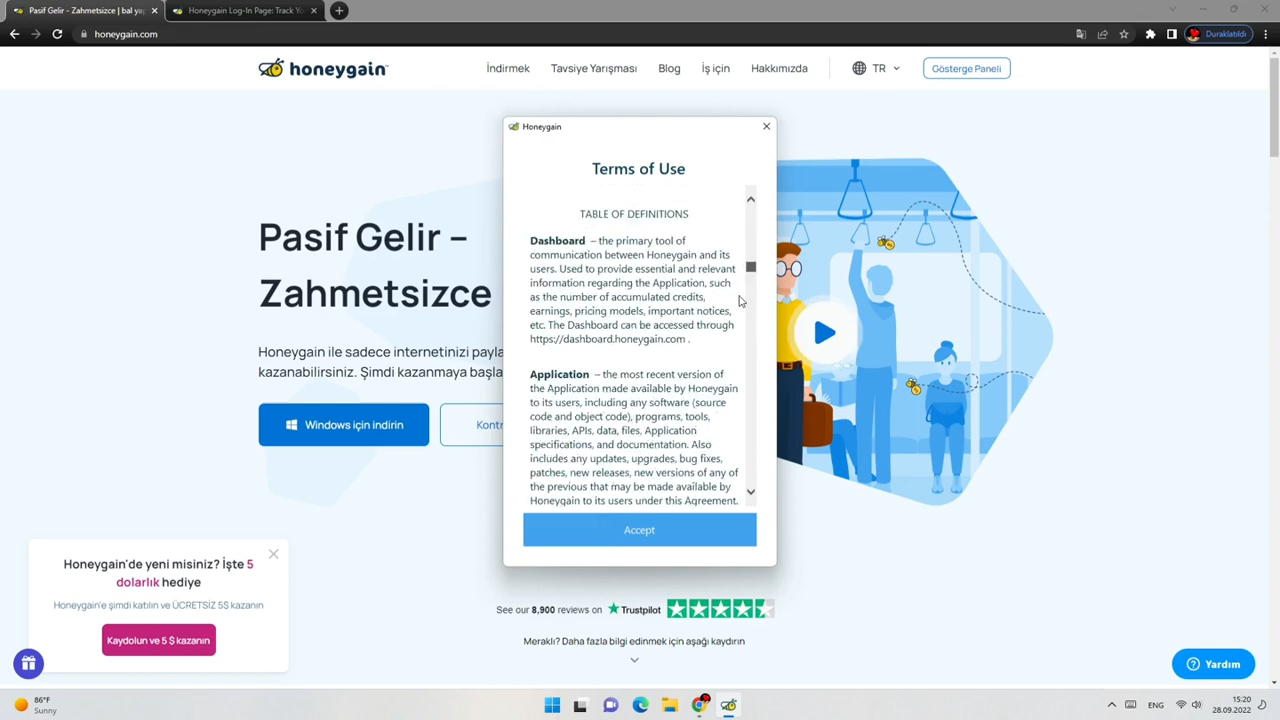 Pasif Gelir – Zahmetsizce | bal yı
Honeygain Log-In Page: Track Yo
honeygain.com
Duraklatıldı
honeygain
İndirmek
Tavsiye Yarışması
Blog
İş için
Hakkımızda
TR
Gösterge Paneli
Pasif Gelir –
Zahmetsizce
Honeygain ile sadece internetinizi payla
kazanabilirsiniz. Şimdi kazanmaya başla
Windows için indirin
Kontr
Honeygain
Terms of Use
TABLE OF DEFINITIONS
Dashboard – the primary tool of
communication between Honeygain and its
users. Used to provide essential and relevant
information regarding the Application, such
as the number of accumulated credits,
earnings, pricing models, important notices,
etc. The Dashboard can be accessed through
https://dashboard.honeygain.com .
Application – the most recent version of
the Application made available by Honeygain
to its users, including any software (source
code and object code), programs, tools,
libraries, APIs, data, files, Application
specifications, and documentation. Also
includes any updates, upgrades, bug fixes,
patches, new releases, new versions of any of
the previous that may be made available by
Honeygain to its users under this Agreement.
Accept
Honeygain'de yeni misiniz? İşte 5
dolarlık hediye
Honeygain'e şimdi katılın ve ÜCRETSİZ 5$ kazanın
Kaydolun ve 5 $ kazanın
See our 8,900 reviews on Trustpilot
Meraklı? Daha fazla bilgi edinmek için aşağı kaydırın
Yardım
86°F
Sunny
ENG
15:20
28.09.2022